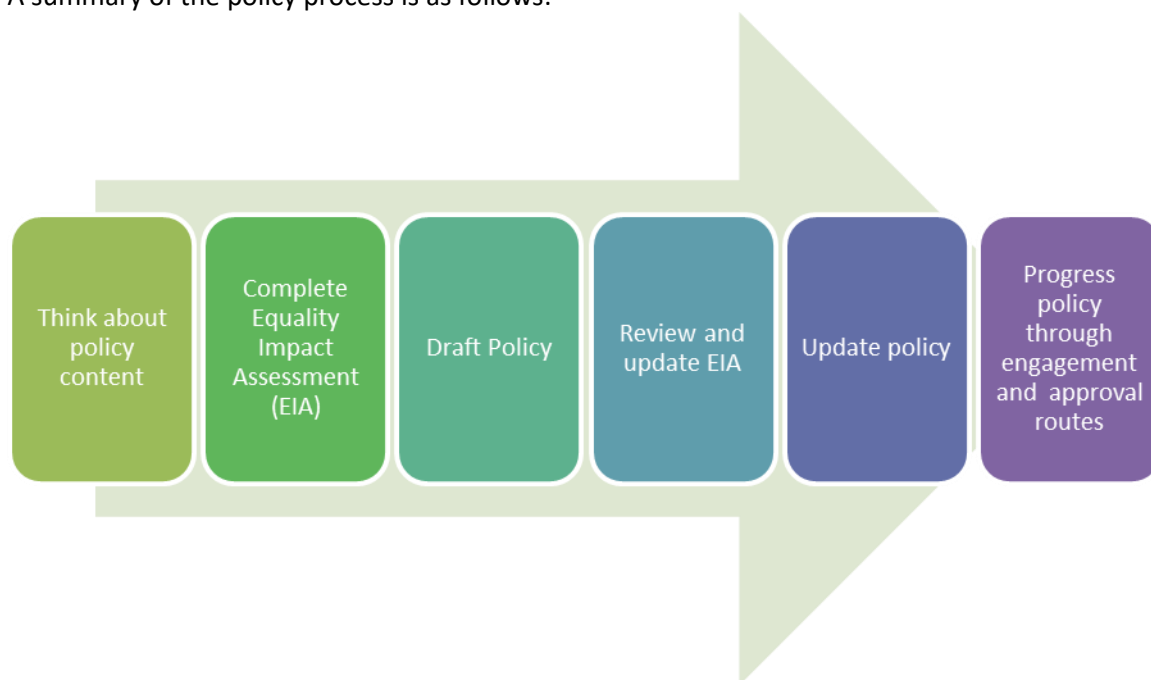 A summary of the policy process is as follows:
Think about
policy
content
Complete
Equality
Impact
Assessment
(EIA)
Draft Policy
Review and
update EIA
Update policy
Progress
policy
through
engagement
and approval
routes